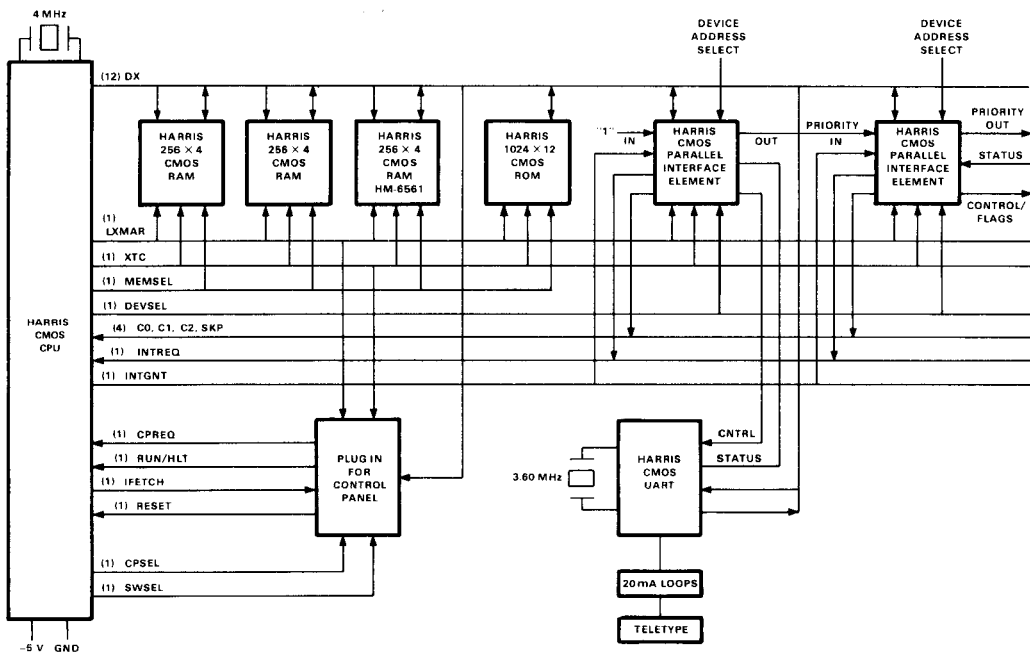 4 MHz
DEVICE
ADDRESS
SELECT
DEVICE
ADDRESS
SELECT
(12) DX
HARRIS
256 × 4
CMOS
RAM
HARRIS
256 × 4
CMOS
RAM
HARRIS
256 × 4
CMOS
RAM
HM-6561
HARRIS
1024 × 12
CMOS
ROM
"1"
IN
HARRIS
CMOS
PARALLEL
INTERFACE
ELEMENT
OUT
PRIORITY
IN
HARRIS
CMOS
PARALLEL
INTERFACE
ELEMENT
PRIORITY
OUT
STATUS
CONTROL/
FLAGS
(1)
LXMAR
(1) XTC
(1) MEMSEL
(1) DEVSEL
HARRIS
CMOS
CPU
(4) C0, C1, C2, SKP
(1) INTREQ
(1) INTGNT
(1) CPREQ
(1) RUN/HLT
(1) IFETCH
(1) RESET
(1) CPSEL
(1) SWSEL
PLUG IN
FOR
CONTROL
PANEL
3.60 MHz
HARRIS
CMOS
UART
CNTRL
STATUS
20 mA LOOPS
TELETYPE
–5 V GND